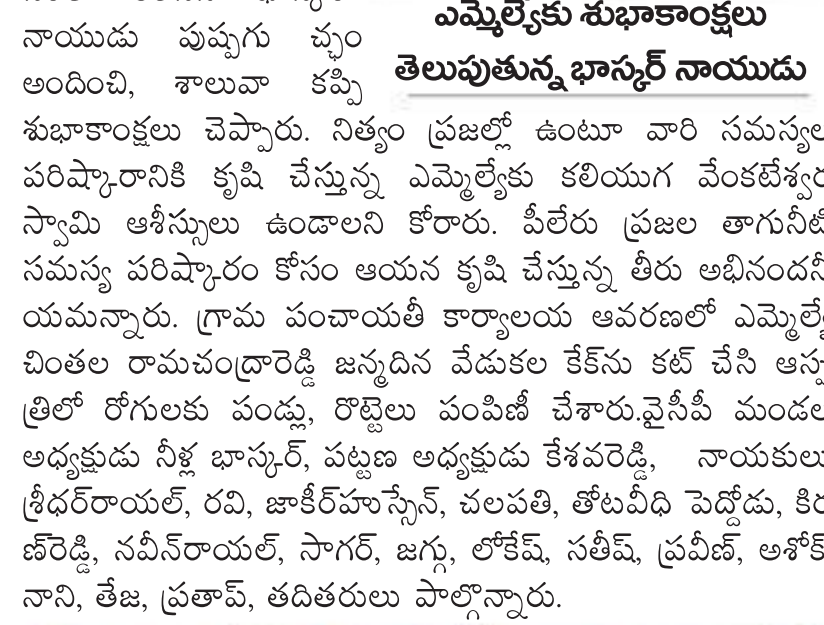 ఎమ్మెల్యేకు శుభాకాంక్షలు
తెలుపుతున్న భాస్కర్ నాయుడు
నాయుడు పుష్పగు చ్ఛం
అందించి, శాలువా కప్పి
శుభాకాంక్షలు చెప్పారు. నిత్యం ప్రజల్లో ఉంటూ వారి సమస్యల
పరిష్కారానికి కృషి చేస్తున్న ఎమ్మెల్యేకు కలియుగ వేంకటేశ్వర
స్వామి ఆశీస్సులు ఉండాలని కోరారు. పీలేరు ప్రజల తాగునీటి
సమస్య పరిష్కారం కోసం ఆయన కృషి చేస్తున్న తీరు అభినందనీ
యమన్నారు. గ్రామ పంచాయతీ కార్యాలయ ఆవరణలో ఎమ్మెల్యే
చింతల రామచంద్రారెడ్డి జన్మదిన వేడుకల కేక్‌ను కట్ చేసి ఆస్ప
త్రిలో రోగులకు పండ్లు, రొట్టెలు పంపిణీ చేశారు.వైసీపీ మండల
అధ్యక్షుడు నీళ్ల భాస్కర్, పట్టణ అధ్యక్షుడు కేశవరెడ్డి, నాయకులు
శ్రీధర్‌రాయల్, రవి, జాకీర్‌హుస్సేన్, చలపతి, తోటవీధి పెద్దోడు, కిర
ణ్‌రెడ్డి, నవీన్‌రాయల్, సాగర్, జగ్గు, లోకేష్, సతీష్, ప్రవీణ్, అశోక్
నాని, తేజ, ప్రతాప్, తదితరులు పాల్గొన్నారు.